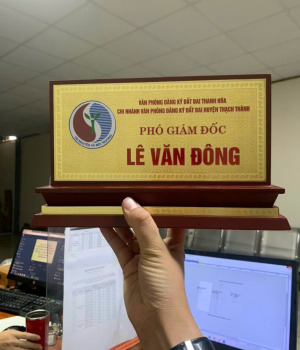 VĂN PHÒNG ĐĂNG KÝ ĐẤT ĐAI THANH HÓA
CHI NHÁNH VĂN PHÒNG ĐĂNG KÝ ĐẤT ĐAI HUYỆN THẠCH THÀNH
PHÓ GIÁM ĐỐC
LÊ VĂN ĐÔNG